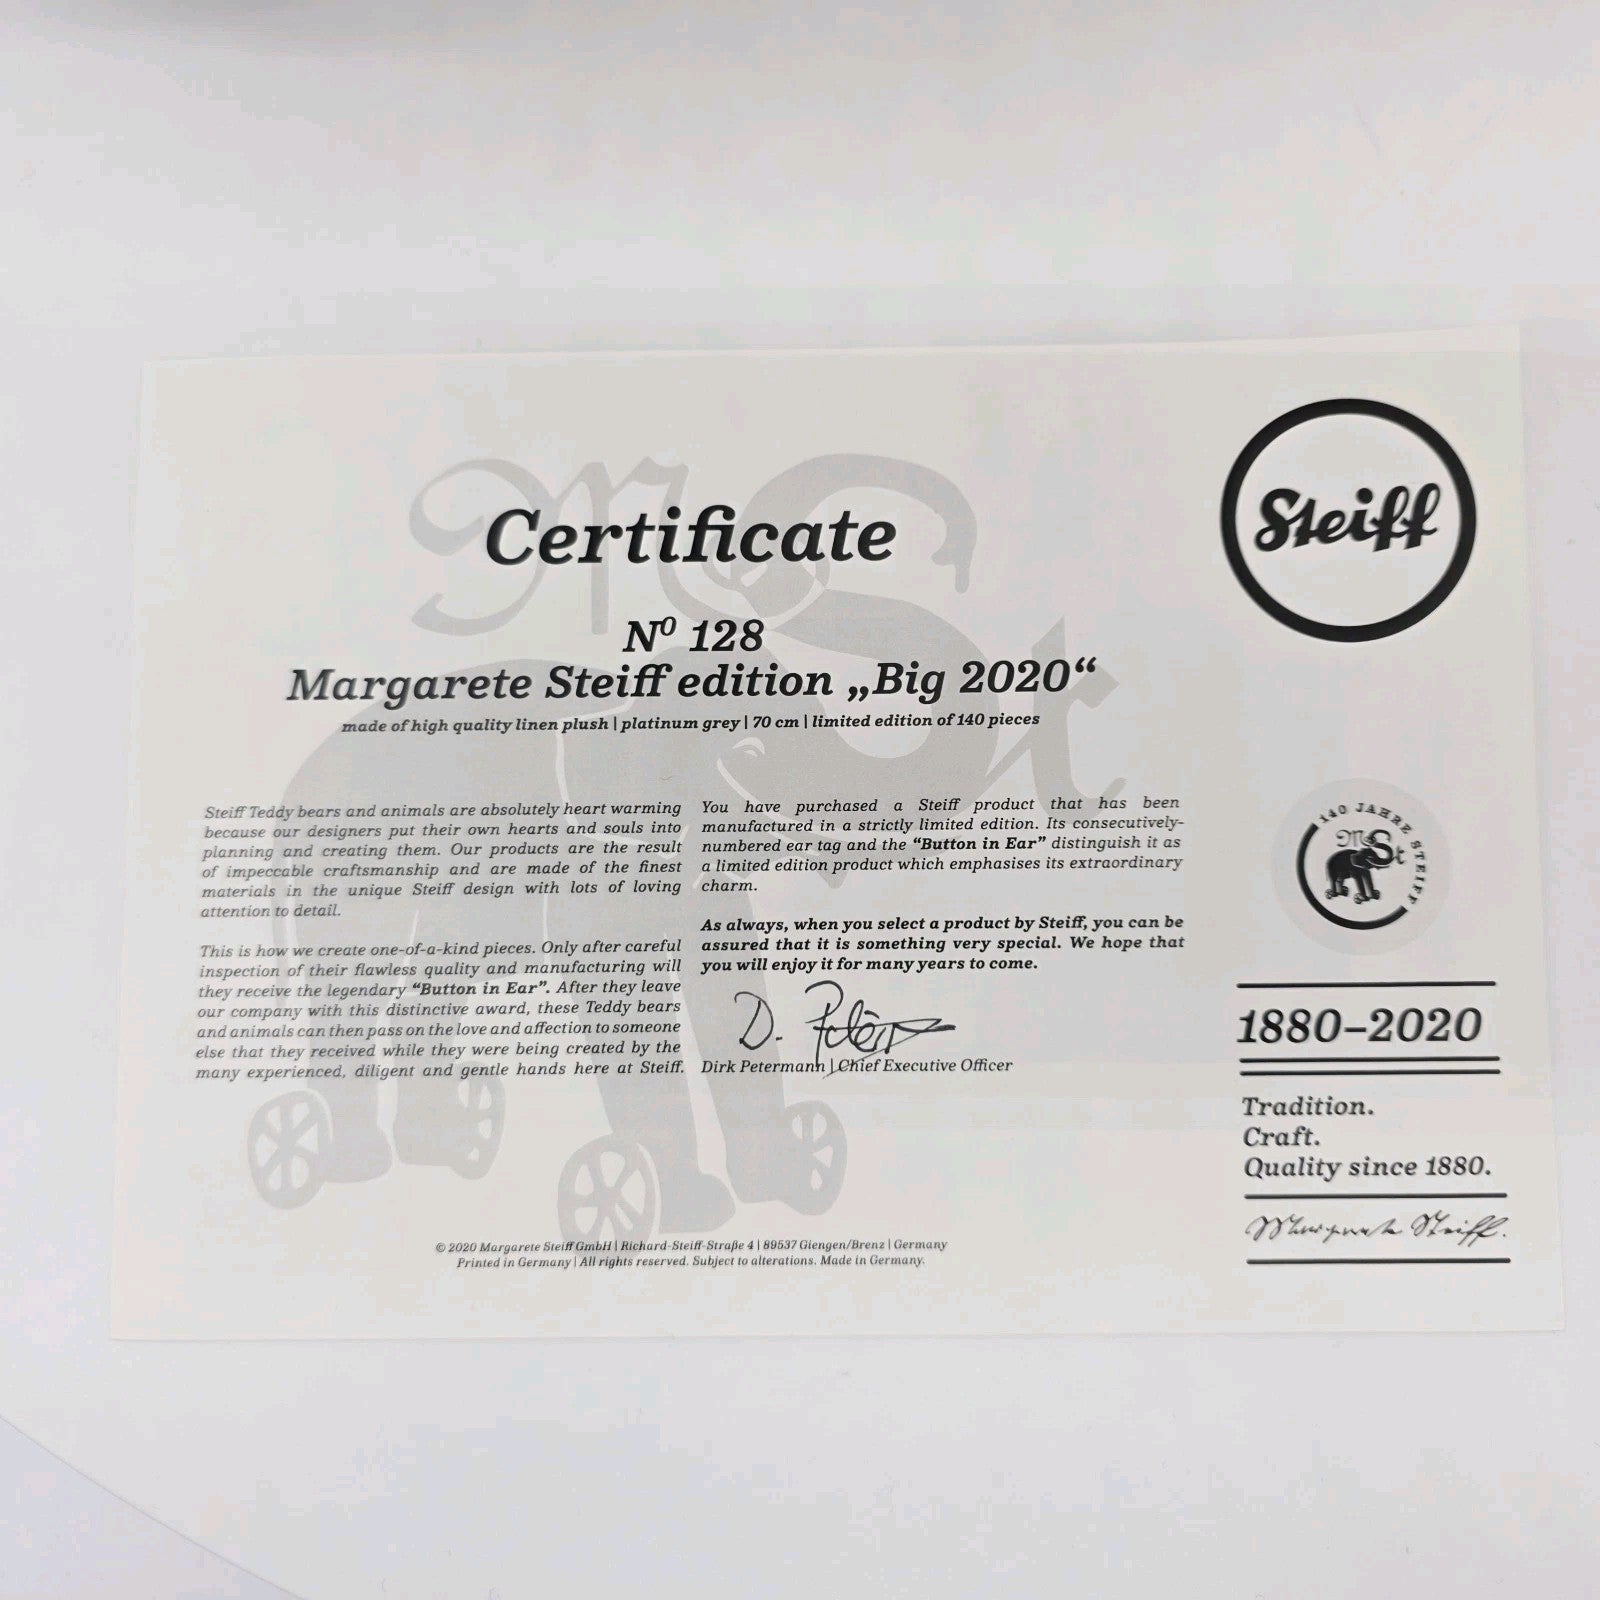 Certificate
Nº 128
Margarete Steiff edition „Big 2020“
made of high quality linen plush | platinum grey | 70 cm | limited edition of 140 pieces
Steiff Teddy bears and animals are absolutely heart warming
because our designers put their own hearts and souls into
planning and creating them. Our products are the result
of impeccable craftsmanship and are made of the finest
materials in the unique Steiff design with lots of loving
attention to detail.
This is how we create one-of-a-kind pieces. Only after careful
inspection of their flawless quality and manufacturing will
they receive the legendary “Button in Ear”. After they leave
our company with this distinctive award, these Teddy bears
and animals can then pass on the love and affection to someone
else that they received while they were being created by the
many experienced, diligent and gentle hands here at Steiff.
You have purchased a Steiff product that has been
manufactured in a strictly limited edition. Its consecutively-
numbered ear tag and the “Button in Ear” distinguish it as
a limited edition product which emphasises its extraordinary
charm.
As always, when you select a product by Steiff, you can be
assured that it is something very special. We hope that
you will enjoy it for many years to come.
D. Petermann
Dirk Petermann | Chief Executive Officer
© 2020 Margarete Steiff GmbH | Richard-Steiff-Straße 4 | 89537 Giengen/Brenz | Germany
Printed in Germany | All rights reserved. Subject to alterations. Made in Germany.
Steiff
140 JAHRE STEIFF
MSt
1880–2020
Tradition.
Craft.
Quality since 1880.
Margarete Steiff.
MSt